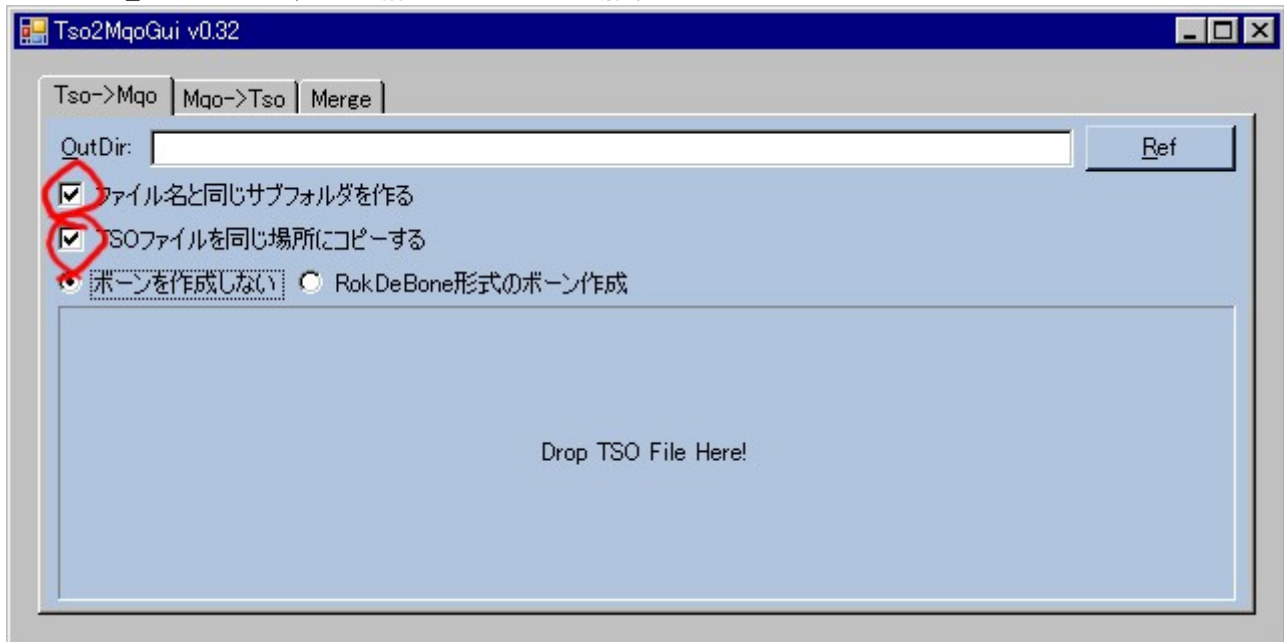 Tso2MqoGui v0.32
Tso->Mqo Mqo->Tso Merge
OutDir: Ref
ファイル名と同じサブフォルダを作る
TSOファイルを同じ場所にコピーする
ボーンを作成しない RokDeBone形式のボーン作成
Drop TSO File Here!